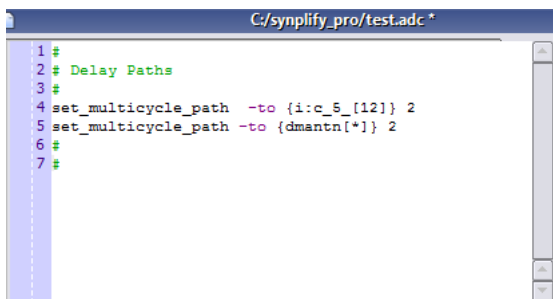 C:/synplify_pro/test.adc *
1 #
2 # Delay Paths
3 #
4 set_multicycle_path  -to {i:c_5_[12]} 2
5 set_multicycle_path -to {dmantn[*]} 2
6 #
7 #